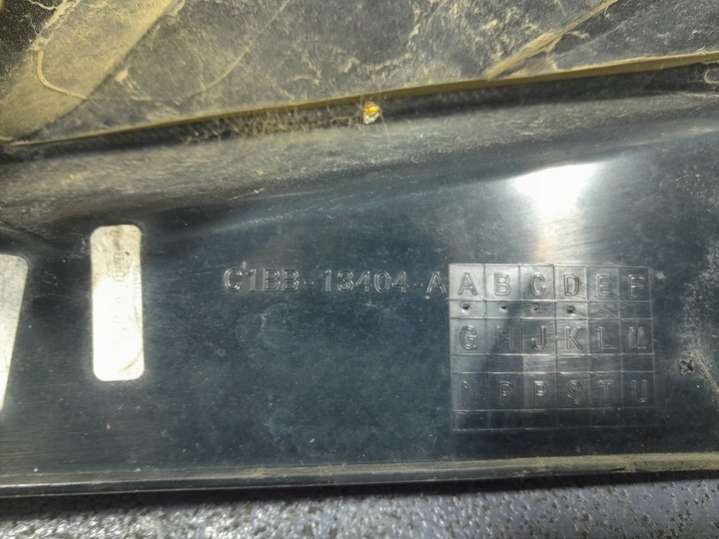 C1BB-13404-A
A B C D E F
G H J K L M
P R S T U